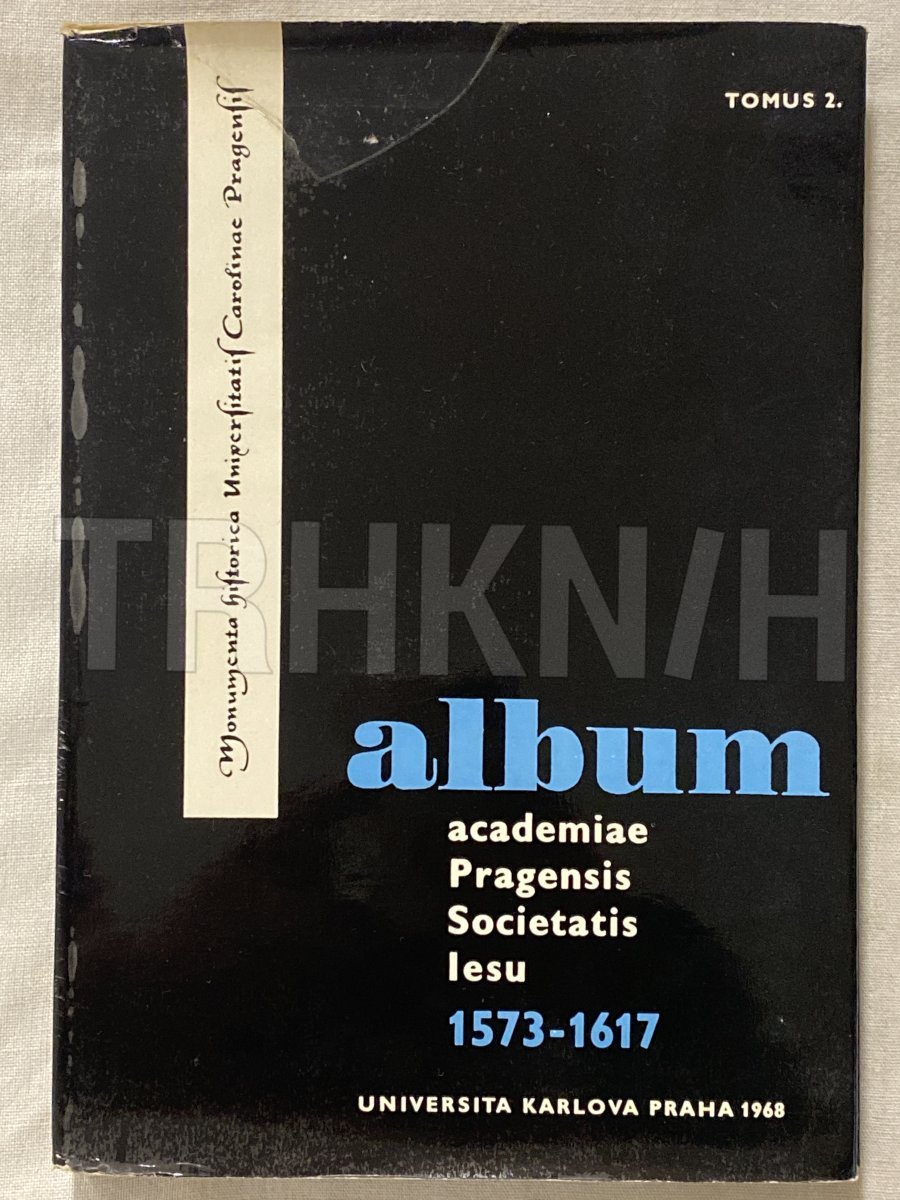 TOMUS 2.
Monumenta hiſtorica Universitatiſ Carolinae Pragensiſ
TRHKN/H
album
academiae
Pragensis
Societatis
Iesu
1573-1617
UNIVERSITA KARLOVA PRAHA 1968